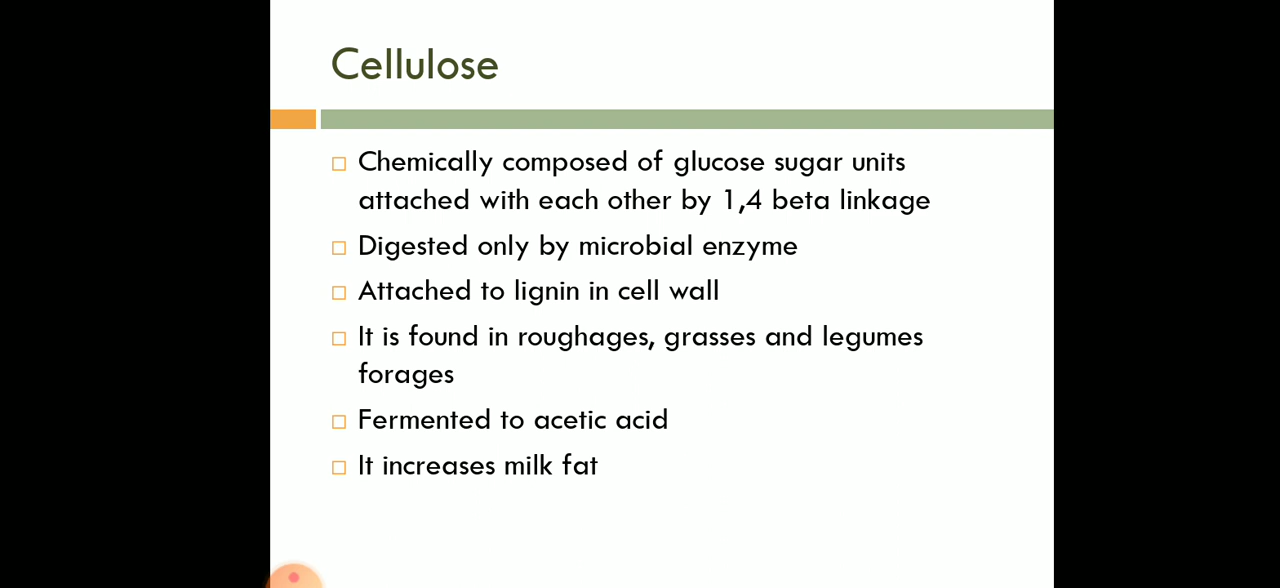 Cellulose
Chemically composed of glucose sugar units
attached with each other by 1,4 beta linkage
Digested only by microbial enzyme
Attached to lignin in cell wall
It is found in roughages, grasses and legumes
forages
Fermented to acetic acid
It increases milk fat